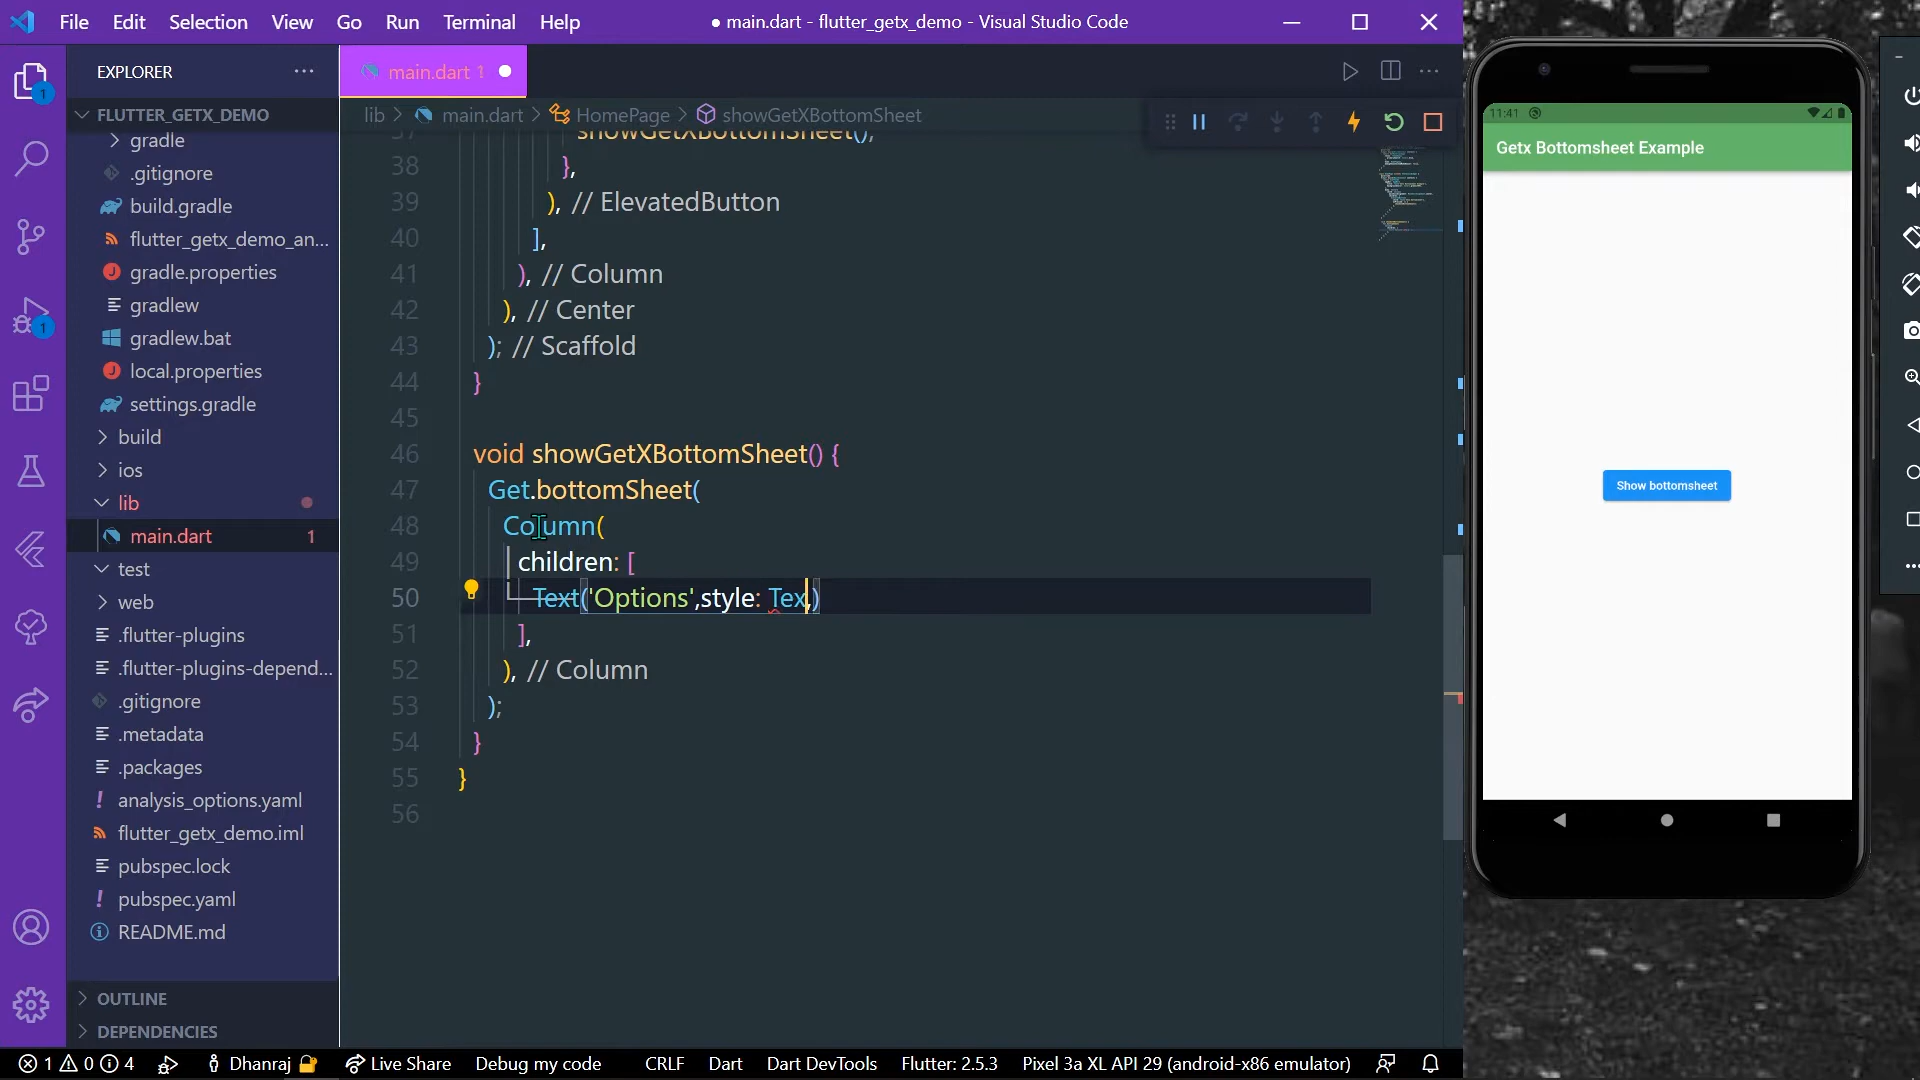 File Edit Selection View Go Run Terminal Help
● main.dart - flutter_getx_demo - Visual Studio Code
EXPLORER
main.dart 1
FLUTTER_GETX_DEMO
gradle
.gitignore
build.gradle
flutter_getx_demo_an...
gradle.properties
gradlew
gradlew.bat
local.properties
settings.gradle
build
ios
lib
main.dart 1
test
web
.flutter-plugins
.flutter-plugins-depend...
.gitignore
.metadata
.packages
analysis_options.yaml
flutter_getx_demo.iml
pubspec.lock
pubspec.yaml
README.md
OUTLINE
DEPENDENCIES
lib > main.dart > HomePage > showGetXBottomSheet
37 showGetXBottomSheet();
38 },
39 ), // ElevatedButton
40 ],
41 ), // Column
42 ), // Center
43 ); // Scaffold
44 }
45
46 void showGetXBottomSheet() {
47 Get.bottomSheet(
48 Column(
49 children: [
50 Text('Options',style: Tex,)
51 ],
52 ), // Column
53 );
54 }
55 }
56
11:41
Getx Bottomsheet Example
Show bottomsheet
1 0 4 Dhanraj Live Share Debug my code CRLF Dart Dart DevTools Flutter: 2.5.3 Pixel 3a XL API 29 (android-x86 emulator)